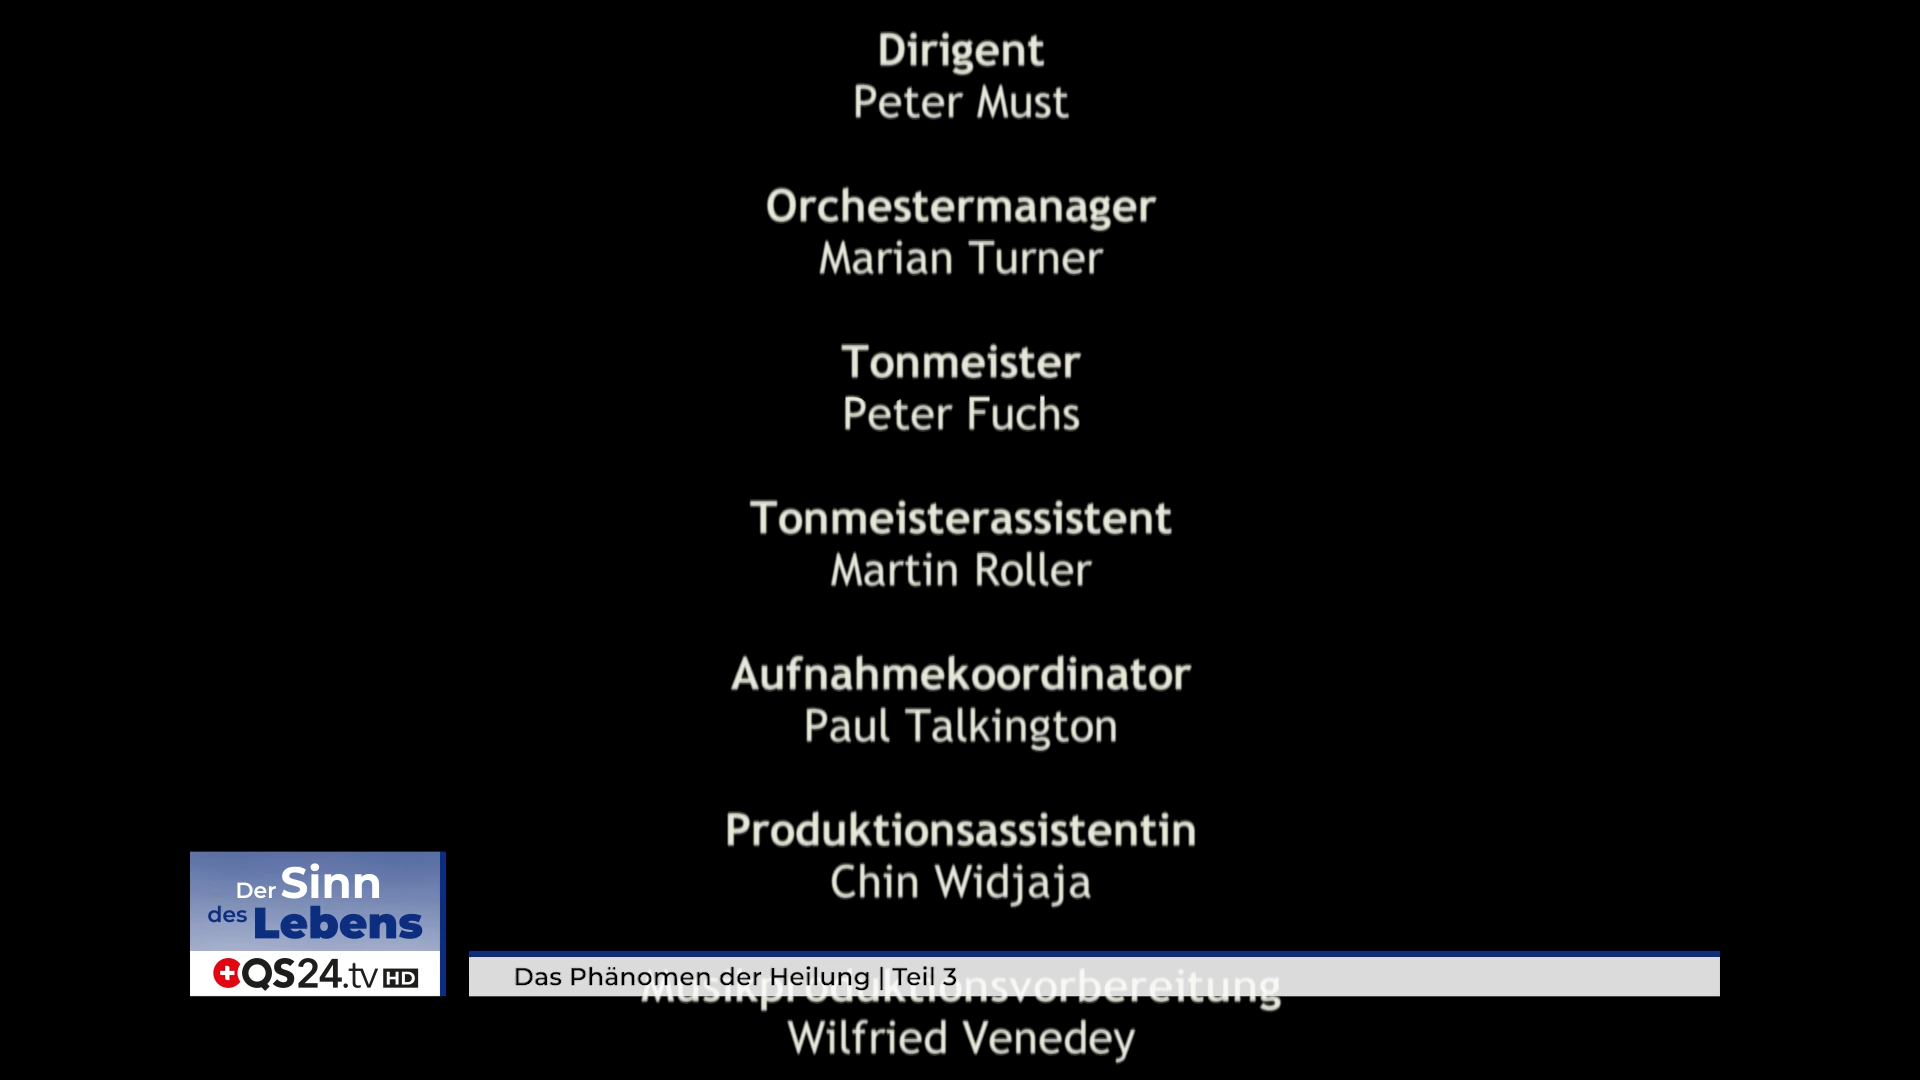 Dirigent
Peter Must
Orchestermanager
Marian Turner
Tonmeister
Peter Fuchs
Tonmeisterassistent
Martin Roller
Aufnahmekoordinator
Paul Talkington
Produktionsassistentin
Chin Widjaja
Der Sinn
des Lebens
QS24.tv HD
Das Phänomen der Heilung | Teil 3
Musikproduktionsvorbereitung
Wilfried Venedey